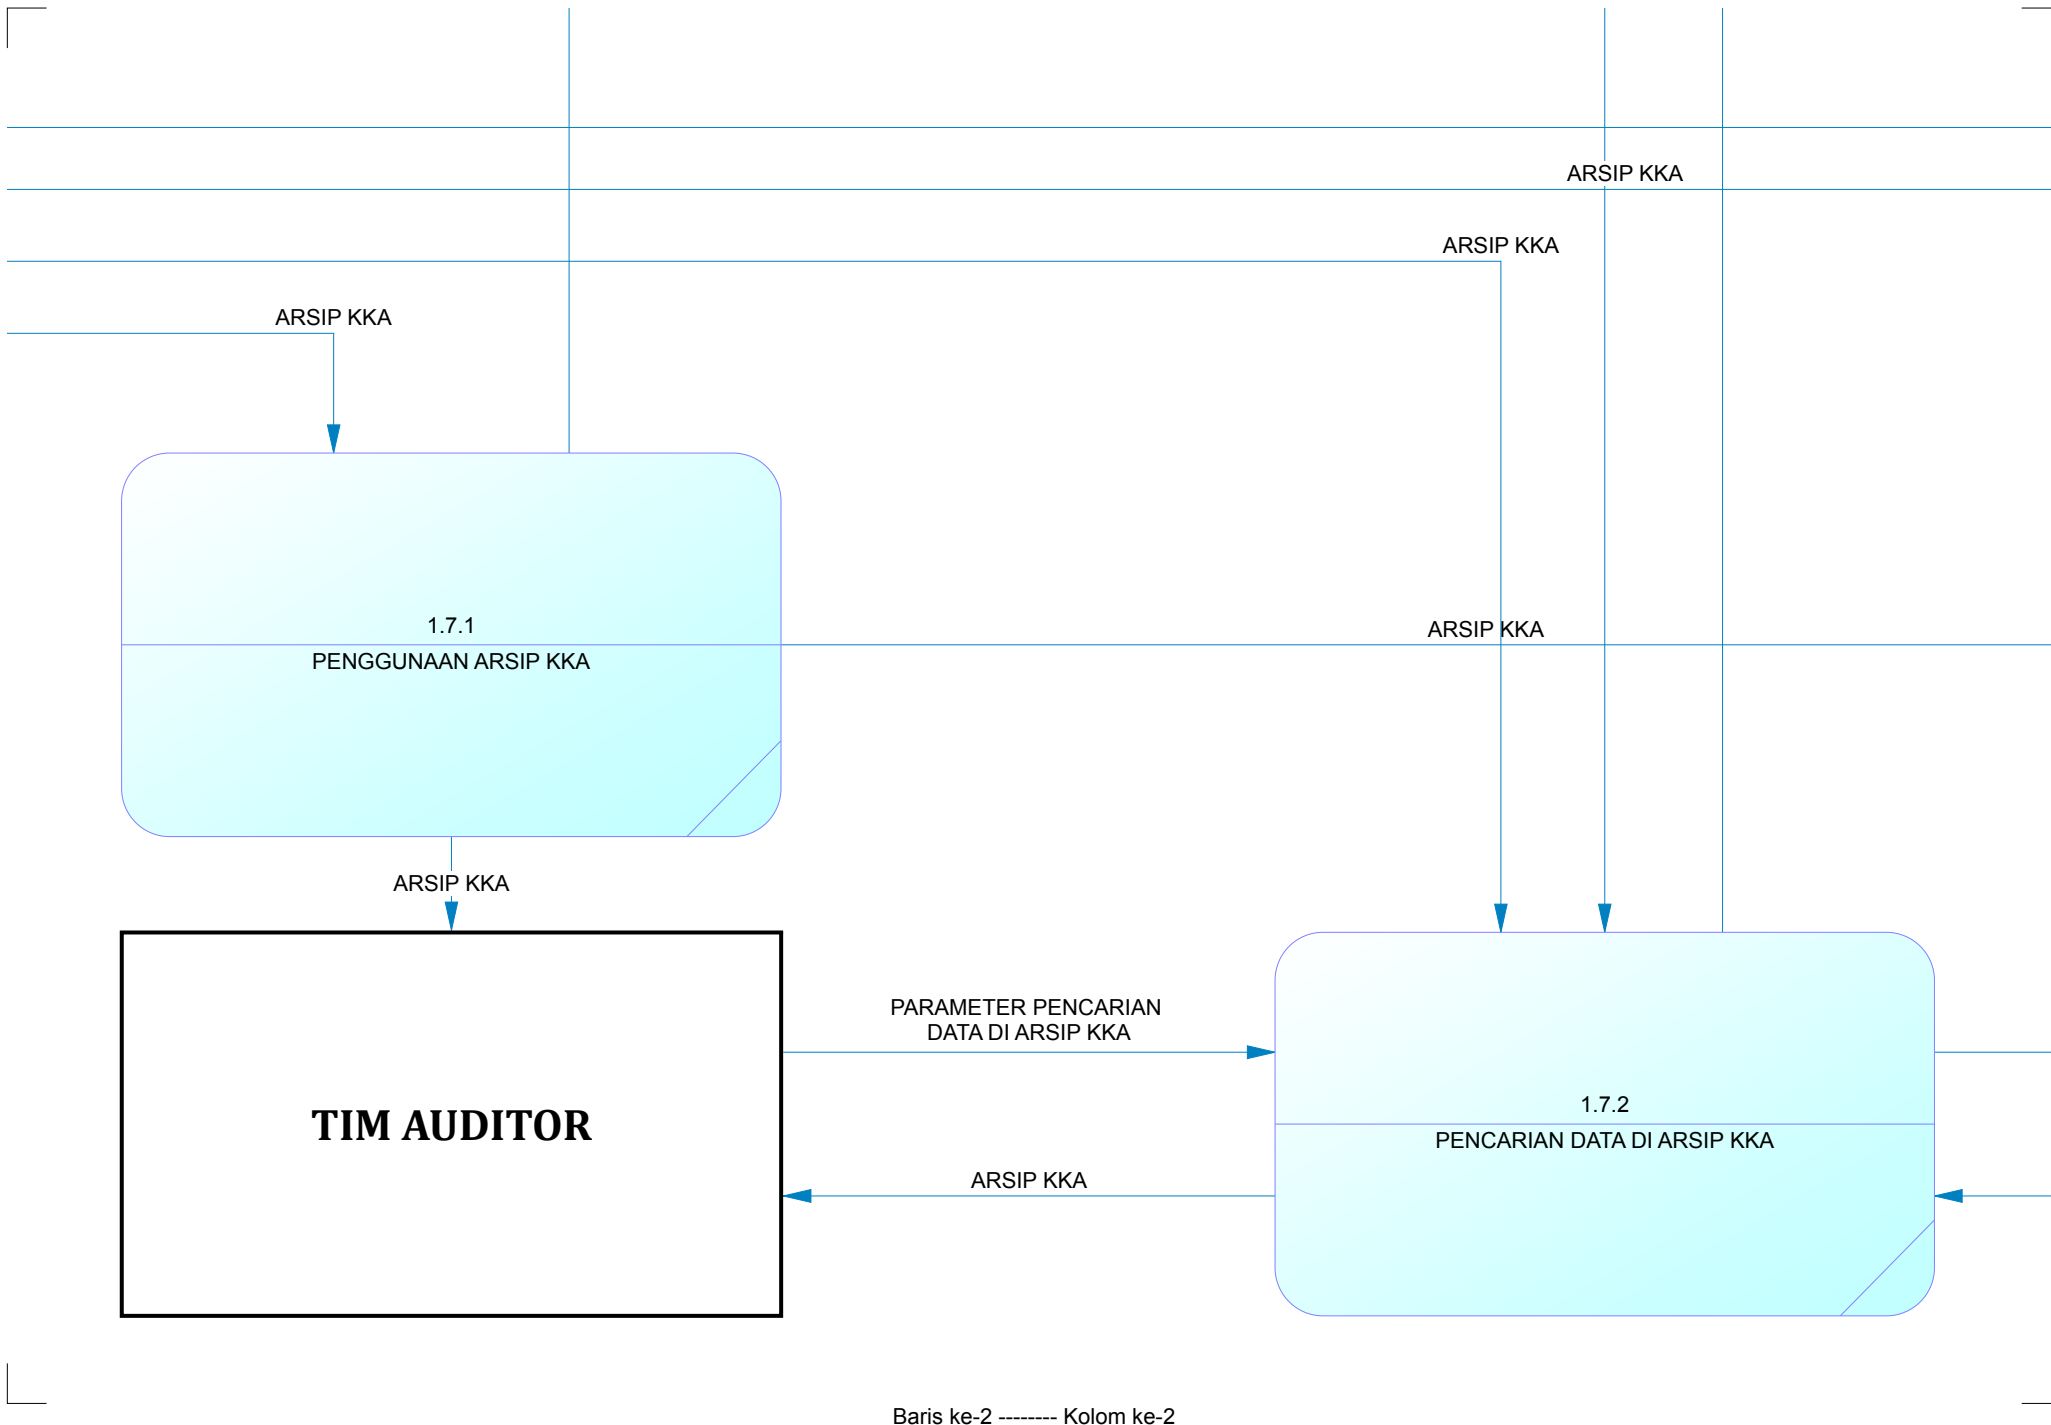 ARSIP KKA
ARSIP KKA
ARSIP KKA
1.7.1
PENGGUNAAN ARSIP KKA
ARSIP KKA
ARSIP KKA
TIM AUDITOR
PARAMETER PENCARIAN
DATA DI ARSIP KKA
ARSIP KKA
1.7.2
PENCARIAN DATA DI ARSIP KKA
Baris ke-2 -------- Kolom ke-2